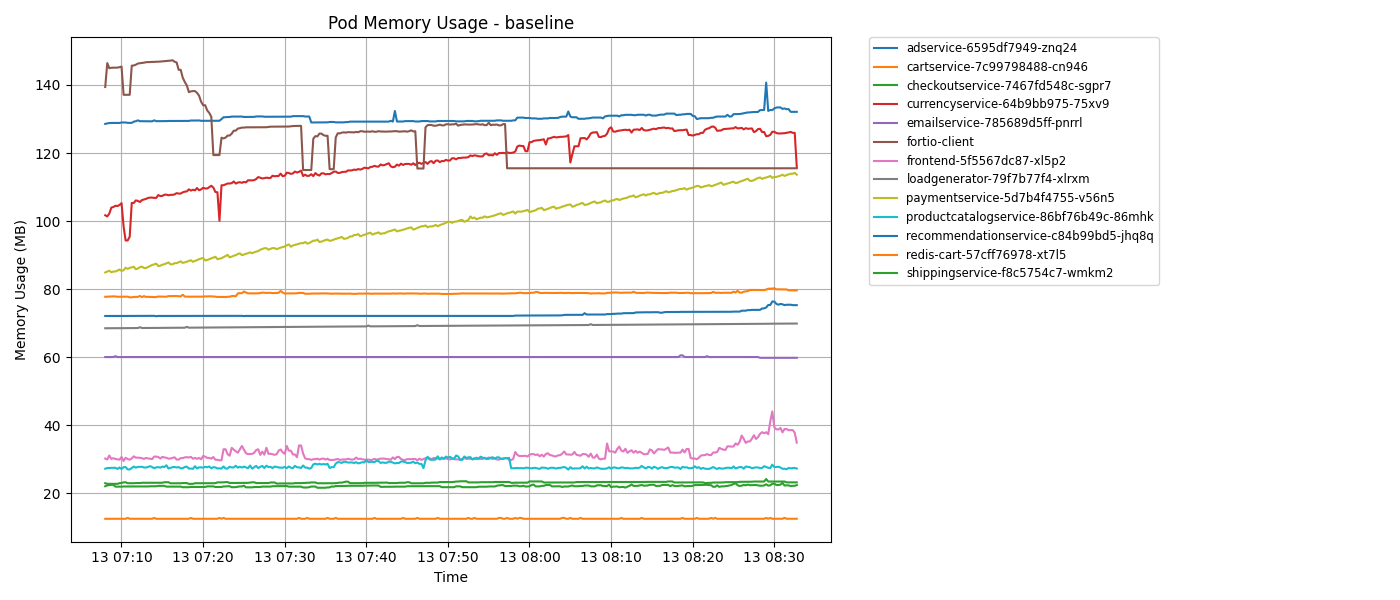 Pod Memory Usage - baseline
Memory Usage (MB)
140
120
100
80
60
40
20
13 07:10
13 07:20
13 07:30
13 07:40
13 07:50
13 08:00
13 08:10
13 08:20
13 08:30
Time
adservice-6595df7949-znq24
cartservice-7c99798488-cn946
checkoutservice-7467fd548c-sgpr7
currencyservice-64b9bb975-75xv9
emailservice-785689d5ff-pnrrl
fortio-client
frontend-5f5567dc87-xl5p2
loadgenerator-79f7b77f4-xlrxm
paymentservice-5d7b4f4755-v56n5
productcatalogservice-86bf76b49c-86mhk
recommendationservice-c84b99bd5-jhq8q
redis-cart-57cff76978-xt7l5
shippingservice-f8c5754c7-wmkm2